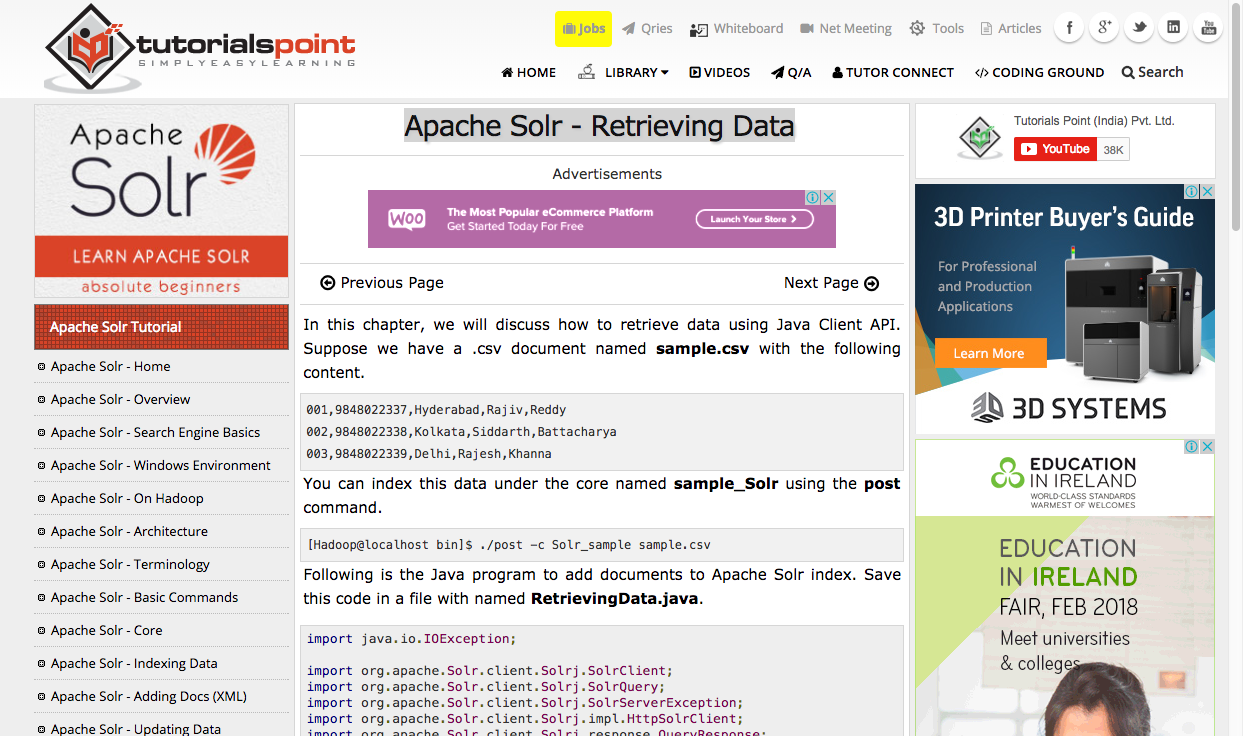 tutorialspoint
SIMPLYEASYLEARNING
Jobs
Qries
Whiteboard
Net Meeting
Tools
Articles
f
g+
in
You Tube
HOME
LIBRARY
VIDEOS
Q/A
TUTOR CONNECT
</> CODING GROUND
Search
Apache
Solr
LEARN APACHE SOLR
absolute beginners
Apache Solr Tutorial
Apache Solr - Home
Apache Solr - Overview
Apache Solr - Search Engine Basics
Apache Solr - Windows Environment
Apache Solr - On Hadoop
Apache Solr - Architecture
Apache Solr - Terminology
Apache Solr - Basic Commands
Apache Solr - Core
Apache Solr - Indexing Data
Apache Solr - Adding Docs (XML)
Apache Solr - Updating Data
Apache Solr - Retrieving Data
Advertisements
WOO
The Most Popular eCommerce Platform
Get Started Today For Free
Launch Your Store
Previous Page
Next Page
In this chapter, we will discuss how to retrieve data using Java Client API.
Suppose we have a .csv document named sample.csv with the following
content.
001,9848022337,Hyderabad,Rajiv,Reddy
002,9848022338,Kolkata,Siddarth,Battacharya
003,9848022339,Delhi,Rajesh,Khanna
You can index this data under the core named sample_Solr using the post
command.
[Hadoop@localhost bin]$ ./post -c Solr_sample sample.csv
Following is the Java program to add documents to Apache Solr index. Save
this code in a file with named RetrievingData.java.
import java.io.IOException;
import org.apache.Solr.client.Solrj.SolrClient;
import org.apache.Solr.client.Solrj.SolrQuery;
import org.apache.Solr.client.Solrj.SolrServerException;
import org.apache.Solr.client.Solrj.impl.HttpSolrClient;
import org.apache.Solr.client.Solrj.response.QueryResponse;
Tutorials Point (India) Pvt. Ltd.
YouTube
38K
3D Printer Buyer's Guide
For Professional
and Production
Applications
Learn More
3D SYSTEMS
EDUCATION
IN IRELAND
WORLD-CLASS STANDARDS
WARMEST OF WELCOMES
EDUCATION
IN IRELAND
FAIR, FEB 2018
Meet universities
& colleges